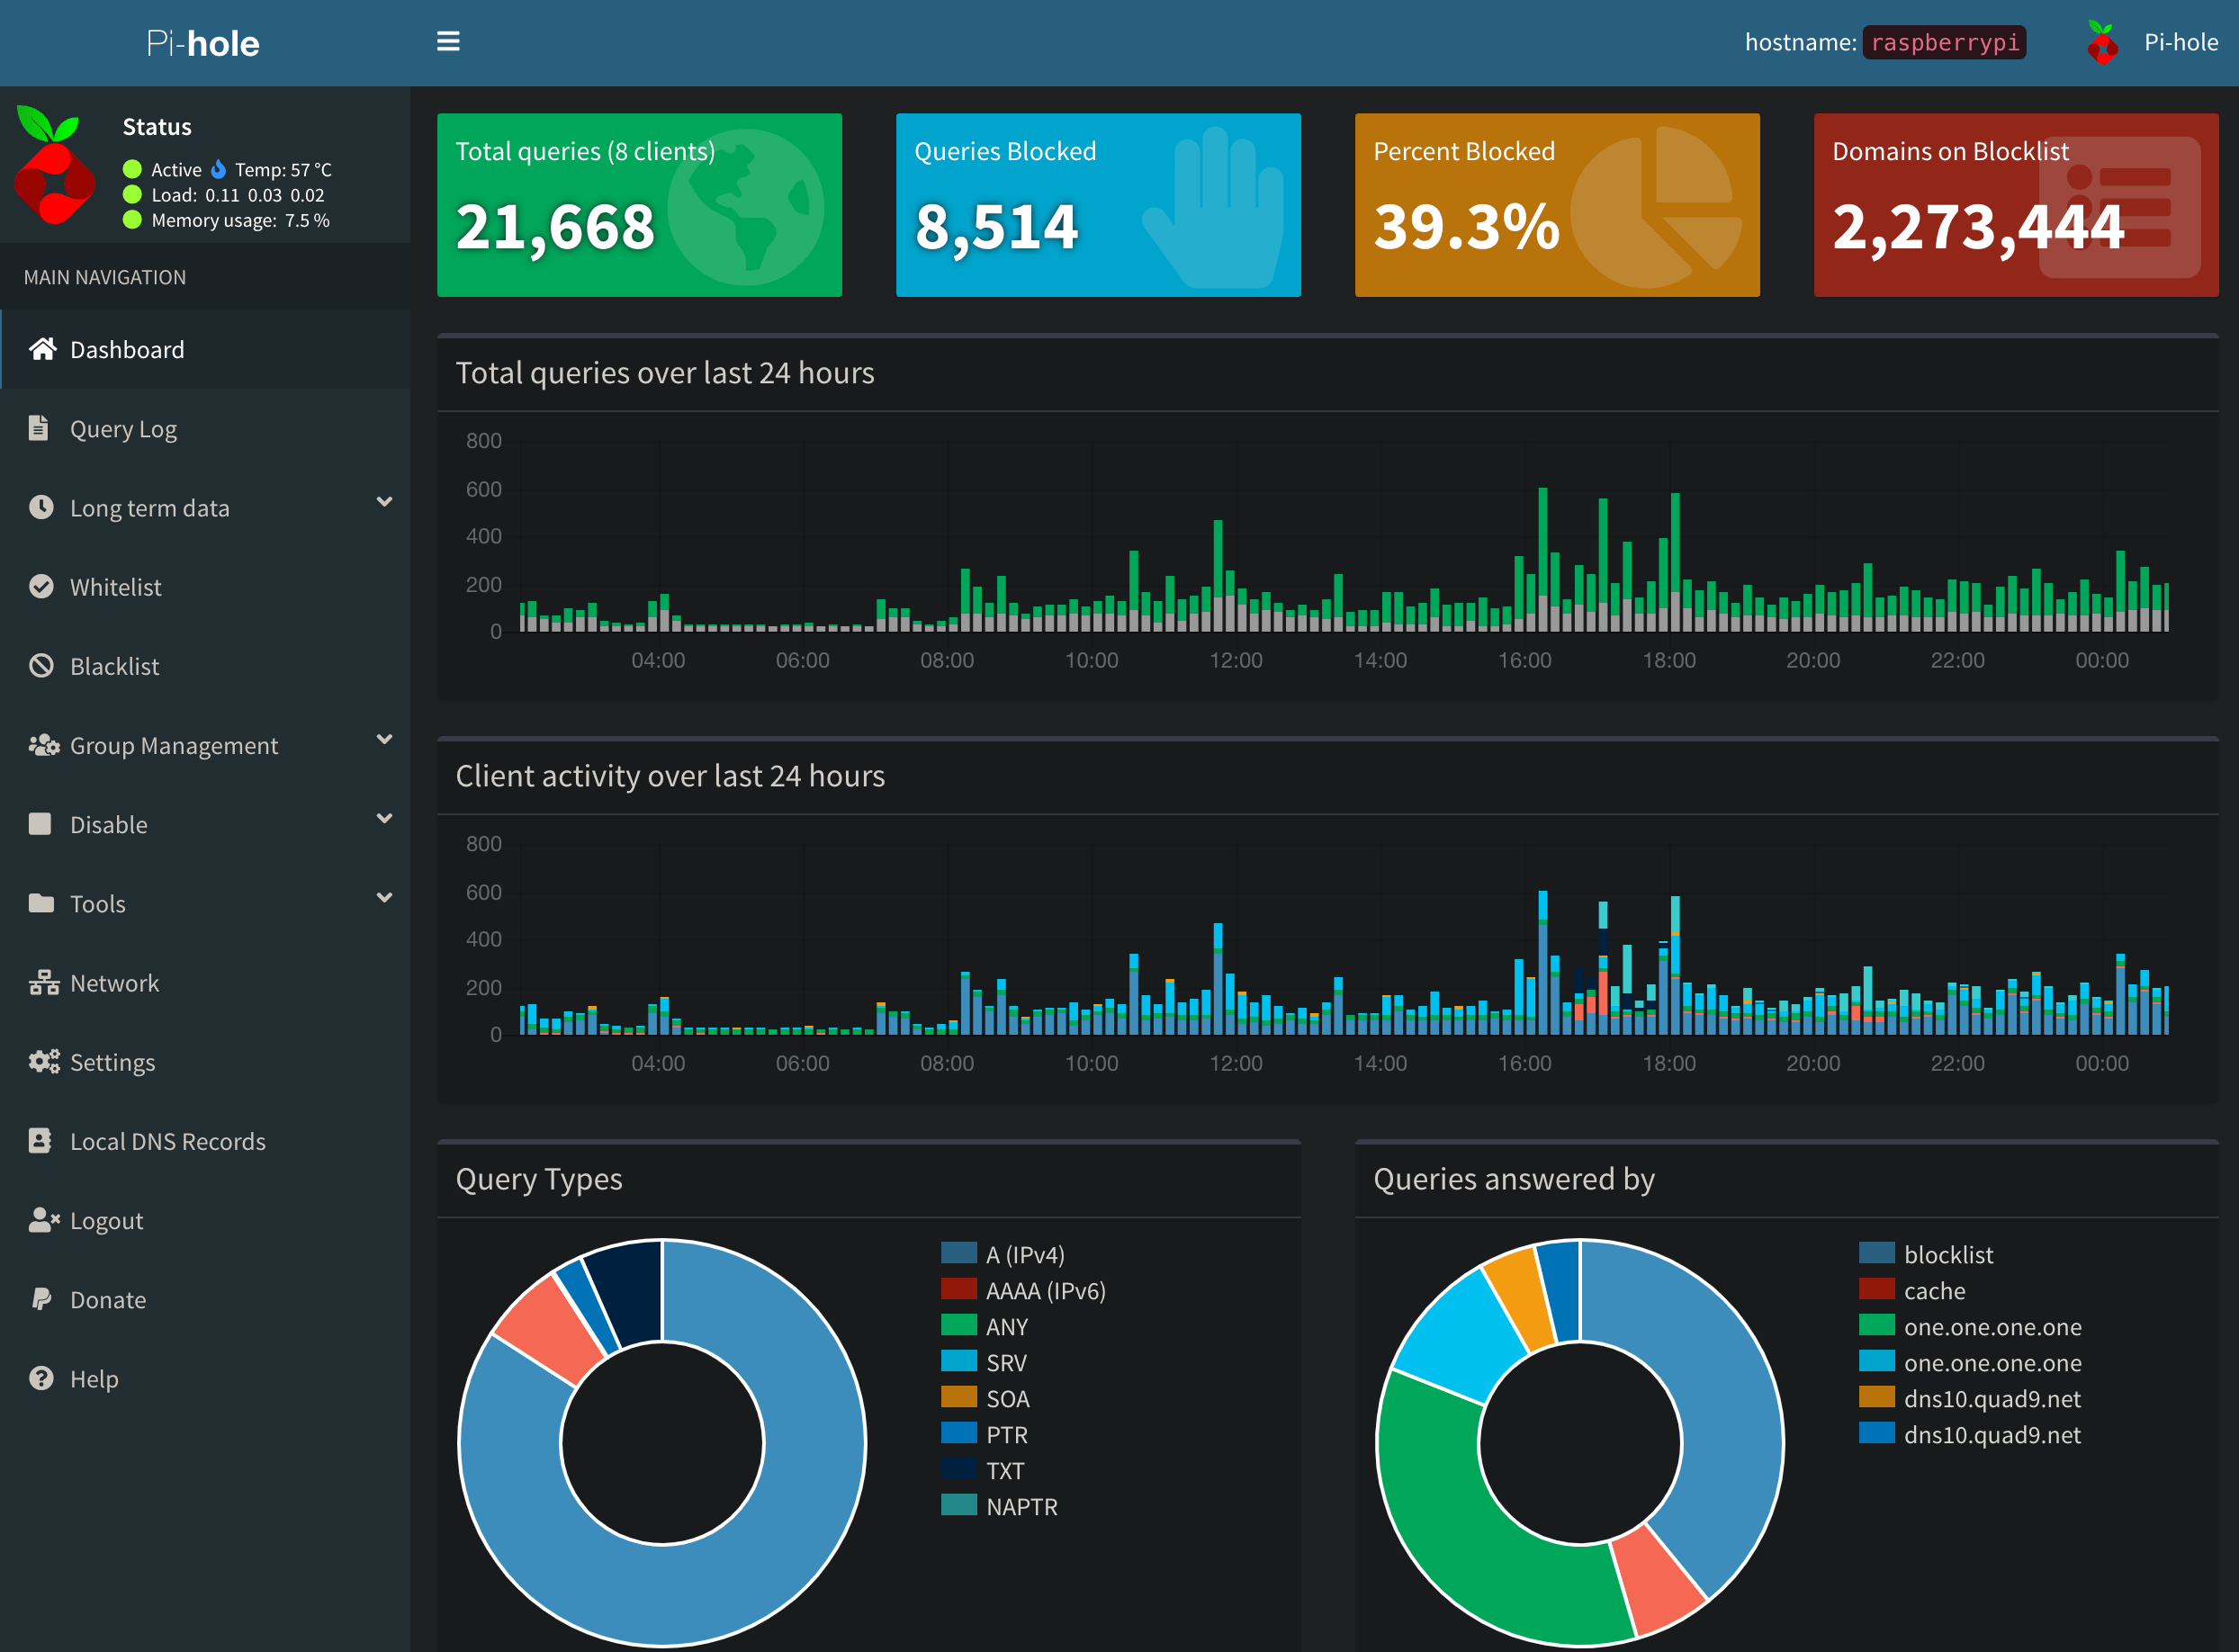 Pi-hole
hostname: raspberrypi
Pi-hole
Status
Active Temp: 57 °C
Load: 0.11 0.03 0.02
Memory usage: 7.5 %
MAIN NAVIGATION
Dashboard
Query Log
Long term data
Whitelist
Blacklist
Group Management
Disable
Tools
Network
Settings
Local DNS Records
Logout
Donate
Help
Total queries (8 clients)
21,668
Queries Blocked
8,514
Percent Blocked
39.3%
Domains on Blocklist
2,273,444
Total queries over last 24 hours
800
600
400
200
0
04:00 06:00 08:00 10:00 12:00 14:00 16:00 18:00 20:00 22:00 00:00
Client activity over last 24 hours
800
600
400
200
0
04:00 06:00 08:00 10:00 12:00 14:00 16:00 18:00 20:00 22:00 00:00
Query Types
A (IPv4)
AAAA (IPv6)
ANY
SRV
SOA
PTR
TXT
NAPTR
Queries answered by
blocklist
cache
one.one.one.one
one.one.one.one
dns10.quad9.net
dns10.quad9.net